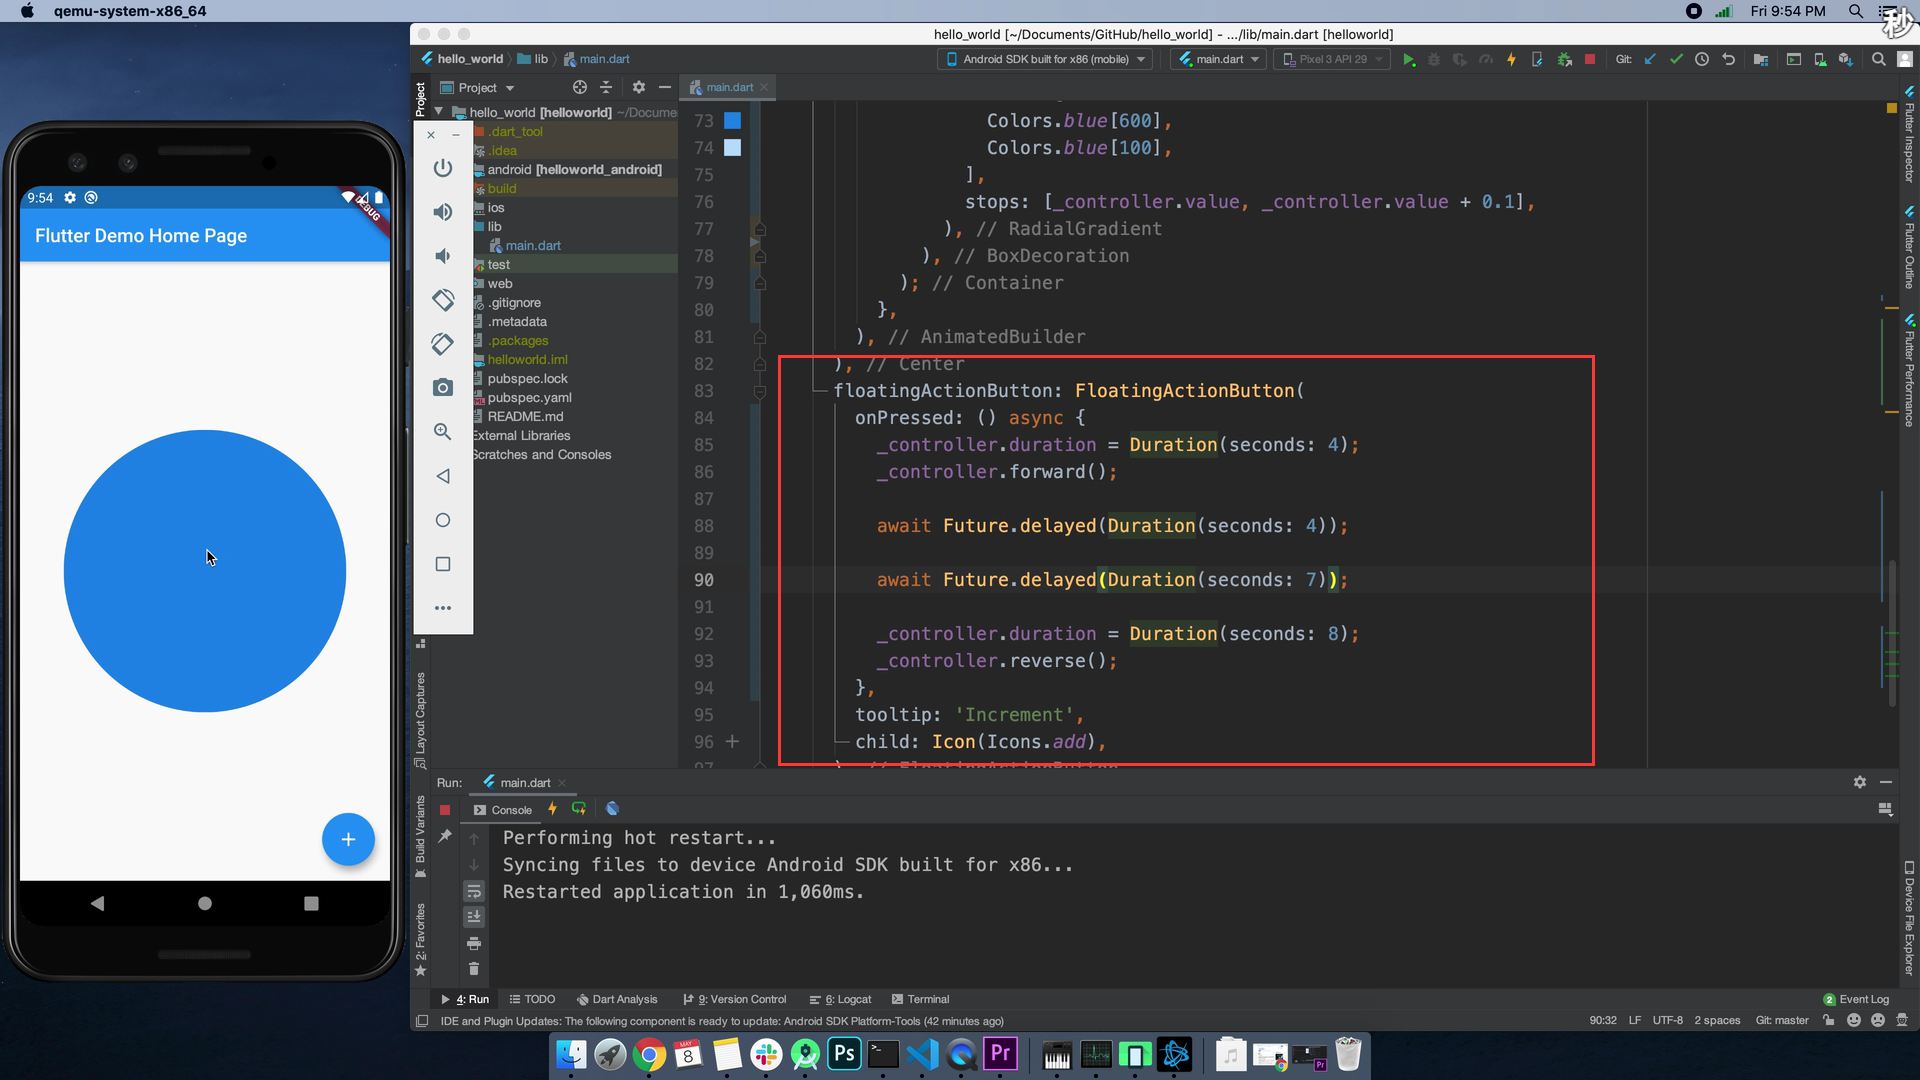 qemu-system-x86_64
Fri 9:54 PM
秒
hello_world [~/Documents/GitHub/hello_world] - .../lib/main.dart [helloworld]
hello_world
lib
main.dart
Android SDK built for x86 (mobile)
main.dart
Pixel 3 API 29
Git:
Project
main.dart
Project
hello_world [helloworld] ~/Docume
.dart_tool
.idea
android [helloworld_android]
build
ios
lib
main.dart
test
web
.gitignore
.metadata
.packages
helloworld.iml
pubspec.lock
pubspec.yaml
README.md
External Libraries
Scratches and Consoles
9:54
DEBUG
Flutter Demo Home Page
73 Colors.blue[600],
74 Colors.blue[100],
75 ],
76 stops: [_controller.value, _controller.value + 0.1],
77 ), // RadialGradient
78 ), // BoxDecoration
79 ); // Container
80 },
81 ), // AnimatedBuilder
82 ), // Center
83 floatingActionButton: FloatingActionButton(
84 onPressed: () async {
85 _controller.duration = Duration(seconds: 4);
86 _controller.forward();
87
88 await Future.delayed(Duration(seconds: 4));
89
90 await Future.delayed(Duration(seconds: 7));
91
92 _controller.duration = Duration(seconds: 8);
93 _controller.reverse();
94 },
95 tooltip: 'Increment',
96 child: Icon(Icons.add),
97 ), // FloatingActionButton
Flutter Inspector
Flutter Outline
Flutter Performance
Device File Explorer
Layout Captures
Build Variants
2: Favorites
Run:
main.dart
Console
Performing hot restart...
Syncing files to device Android SDK built for x86...
Restarted application in 1,060ms.
4: Run
TODO
Dart Analysis
9: Version Control
6: Logcat
Terminal
2 Event Log
IDE and Plugin Updates: The following component is ready to update: Android SDK Platform-Tools (42 minutes ago)
90:32
LF
UTF-8
2 spaces
Git: master
MAY
8
Ps
Pr